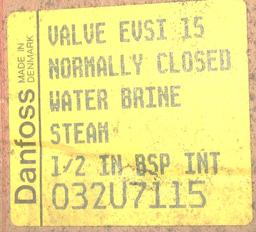 Danfoss
MADE IN
DENMARK
VALVE EVSI 15
NORMALLY CLOSED
WATER BRINE
STEAM
1/2 IN BSP INT
032U7115